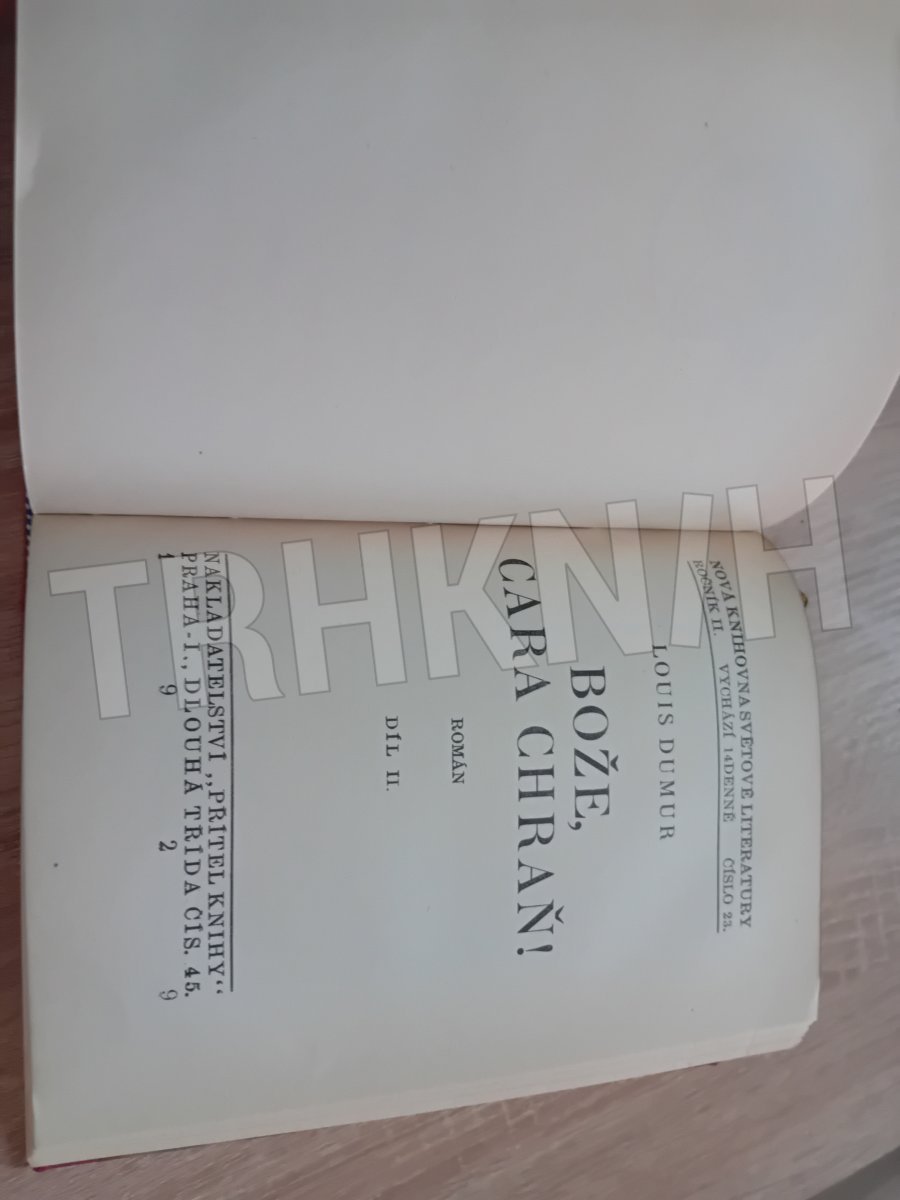 NOVÁ KNIHOVNA SVĚTOVÉ LITERATURY
ROČNÍK II. VYCHÁZÍ 14DENNĚ ČÍSLO 23.
LOUIS DUMUR
BOŽE,
CARA CHRAŇ!
ROMÁN
DÍL II.
NAKLADATELSTVÍ „PŘÍTEL KNIHY“
PRAHA-I., DLOUHÁ TŘÍDA ČÍS. 45.
1 9 2 9
TRHKNIH